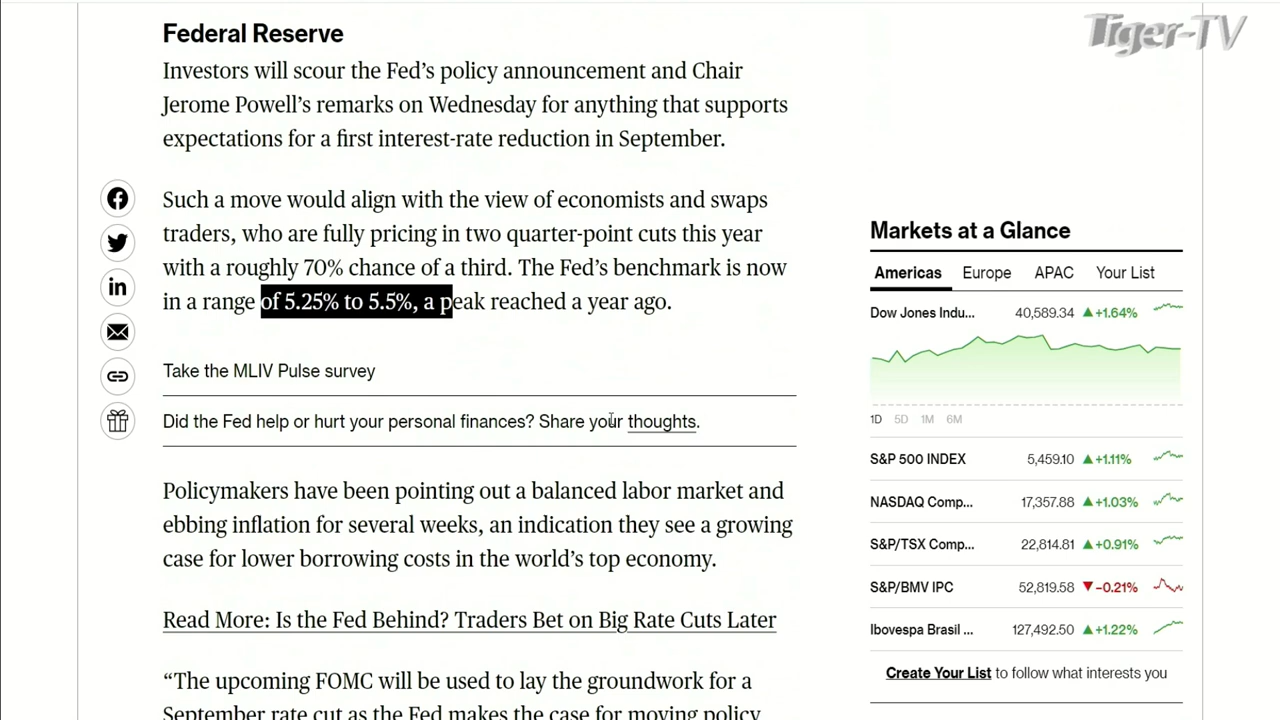 Tiger-TV
Federal Reserve
Investors will scour the Fed’s policy announcement and Chair
Jerome Powell’s remarks on Wednesday for anything that supports
expectations for a first interest-rate reduction in September.
Such a move would align with the view of economists and swaps
traders, who are fully pricing in two quarter-point cuts this year
with a roughly 70% chance of a third. The Fed’s benchmark is now
in a range of 5.25% to 5.5%, a peak reached a year ago.
Take the MLIV Pulse survey
Did the Fed help or hurt your personal finances? Share your thoughts.
Policymakers have been pointing out a balanced labor market and
ebbing inflation for several weeks, an indication they see a growing
case for lower borrowing costs in the world’s top economy.
Read More: Is the Fed Behind? Traders Bet on Big Rate Cuts Later
“The upcoming FOMC will be used to lay the groundwork for a
September rate cut as the Fed makes the case for moving policy
Markets at a Glance
Americas Europe APAC Your List
Dow Jones Indu... 40,589.34 ▲+1.64%
1D 5D 1M 6M
S&P 500 INDEX 5,459.10 ▲+1.11%
NASDAQ Comp... 17,357.88 ▲+1.03%
S&P/TSX Comp... 22,814.81 ▲+0.91%
S&P/BMV IPC 52,819.58 ▼−0.21%
Ibovespa Brasil ... 127,492.50 ▲+1.22%
Create Your List to follow what interests you